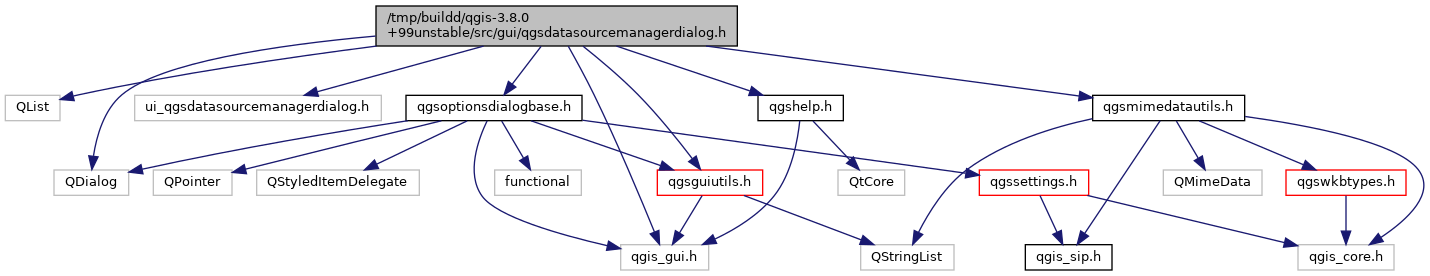 /tmp/buildd/qgis-3.8.0
+99unstable/src/gui/qgsdatasourcemanagerdialog.h
QList
ui_qgsdatasourcemanagerdialog.h
qgsoptionsdialogbase.h
qgshelp.h
qgsmimedatautils.h
QDialog
QPointer
QStyledItemDelegate
functional
qgsguiutils.h
QtCore
qgssettings.h
QMimeData
qgswkbtypes.h
qgis_gui.h
QStringList
qgis_sip.h
qgis_core.h